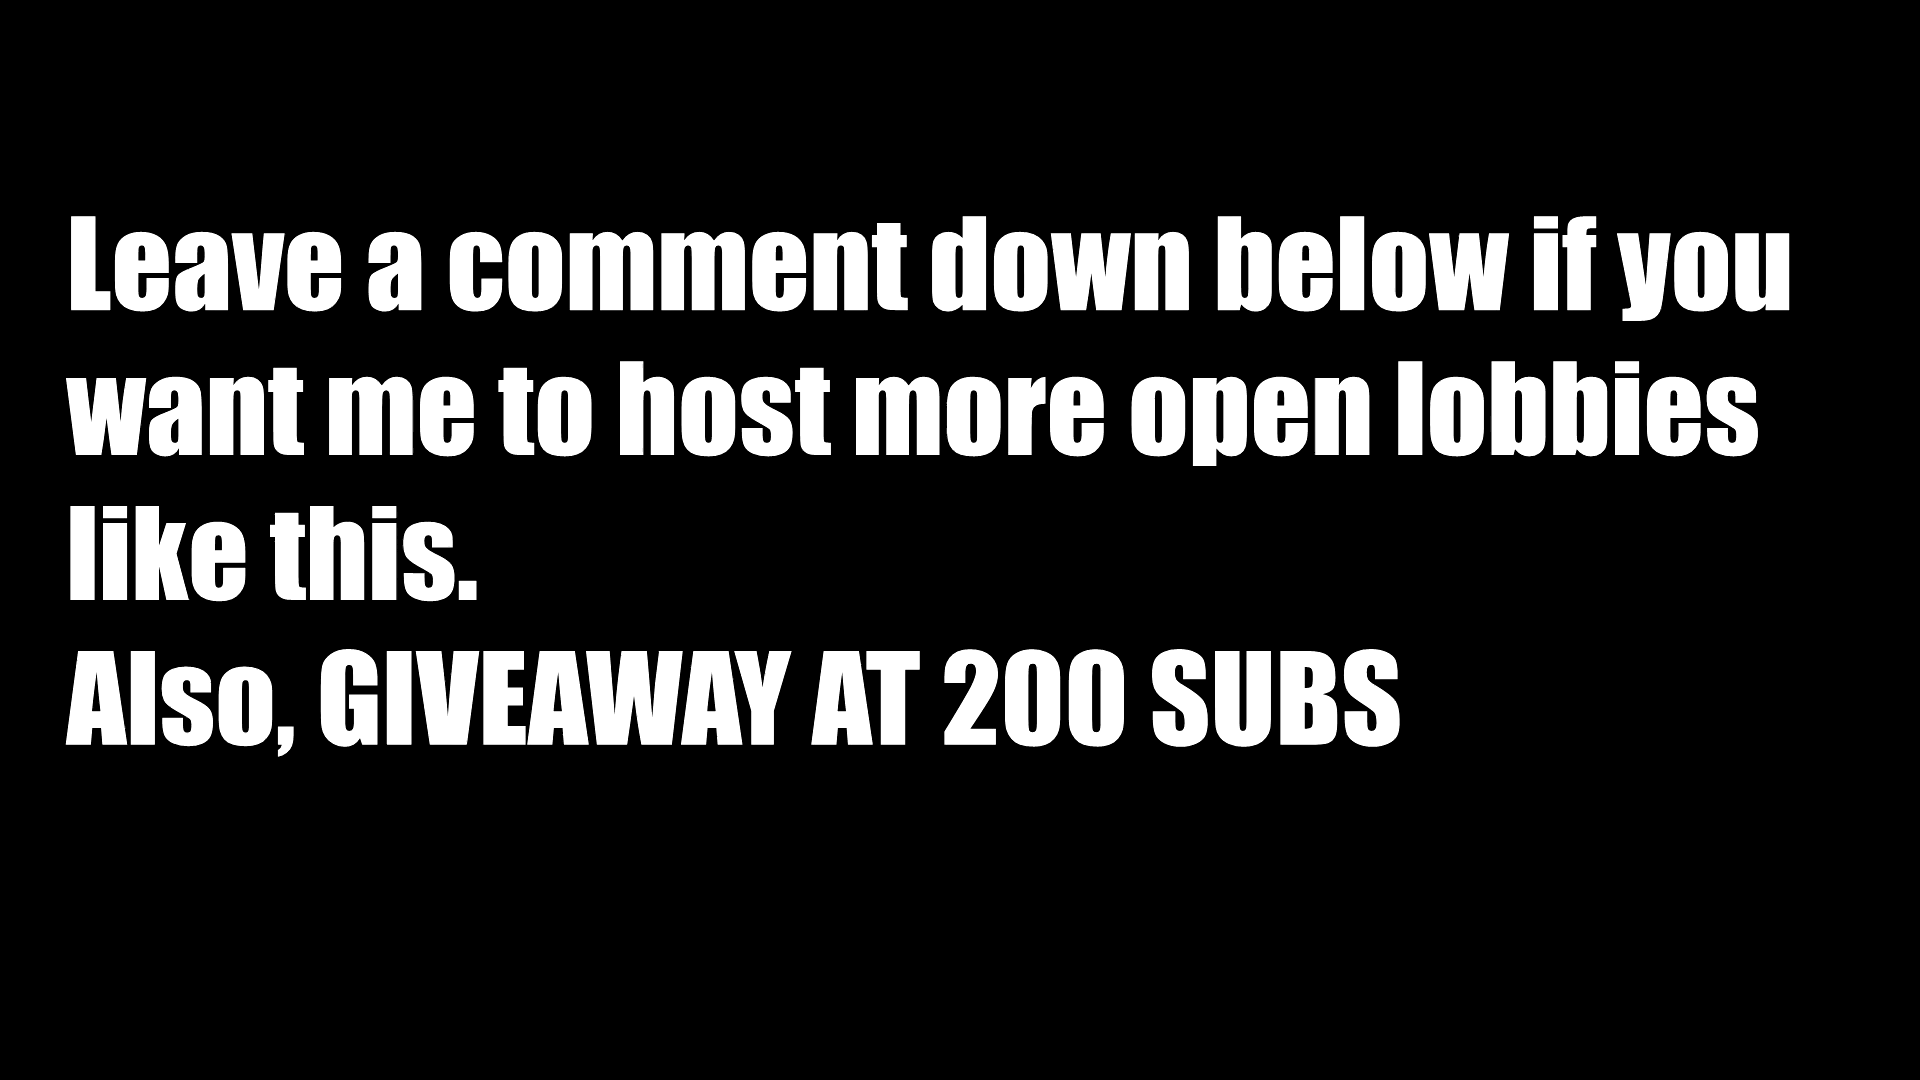 Leave a comment down below if you
want me to host more open lobbies
like this.
Also, GIVEAWAY AT 200 SUBS